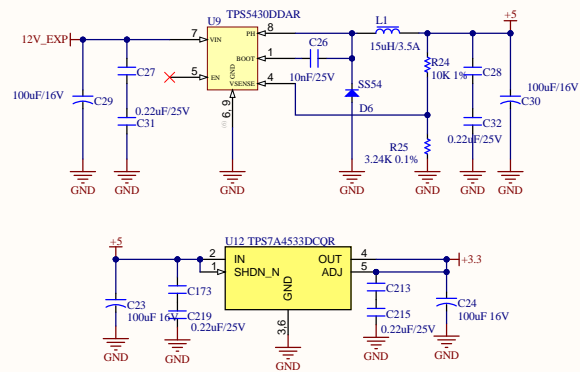 TPS5430DDAR
U9
+5
12V_EXP
7
VIN
PH
8
L1
15uH/3.5A
C26
BOOT
1
10nF/25V
R24
10K 1%
C27
C28
5
EN
GND
VSENSE
4
SS54
D6
100uF/16V
C29
100uF/16V
C30
0.22uF/25V
C31
6, 9
C32
0.22uF/25V
R25
3.24K 0.1%
GND
GND
GND
GND
GND
GND
GND
+5
U12 TPS7A4533DCQR
2
IN
OUT
4
+3.3
1
SHDN_N
ADJ
5
GND
C173
C213
C23
100uF 16V
C219
0.22uF/25V
C215
0.22uF/25V
C24
100uF 16V
3,6
GND
GND
GND
GND
GND